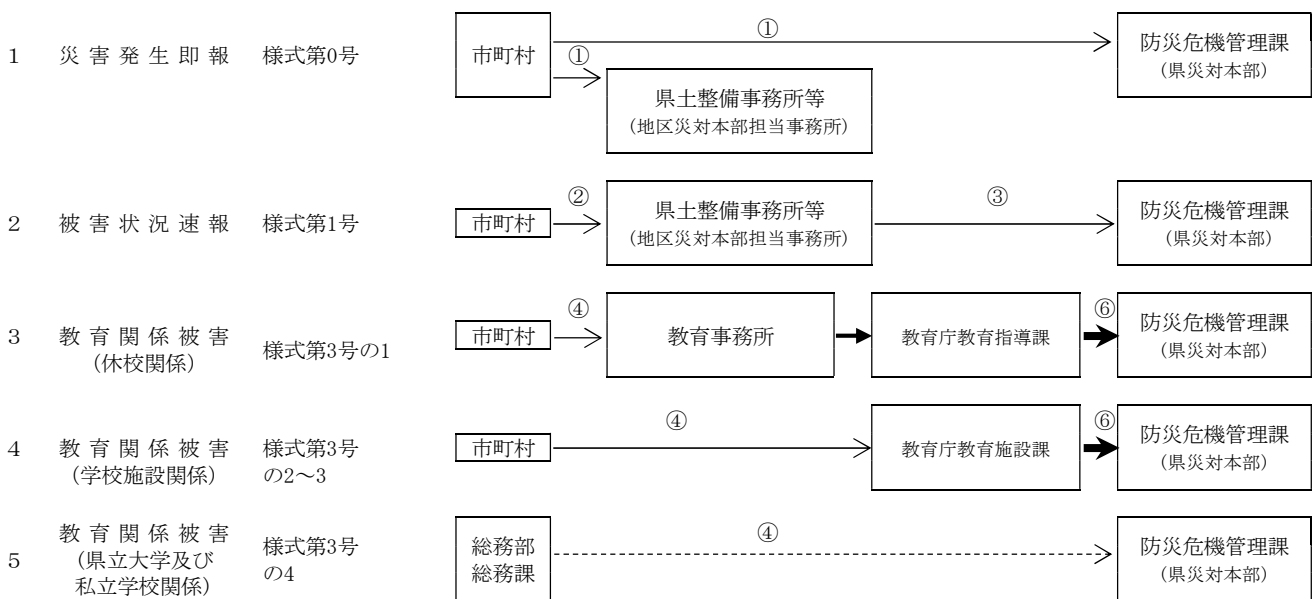 1 災害発生即報 様式第0号 市町村 ① ① 防災危機管理課
(県災対本部)
県土整備事務所等
(地区災対本部担当事務所)
2 被害状況速報 様式第1号 市町村 ② 県土整備事務所等 ③ 防災危機管理課
(地区災対本部担当事務所) (県災対本部)
3 教育関係被害 様式第3号の1 市町村 ④ 教育事務所 教育庁教育指導課 ⑥ 防災危機管理課
(休校関係) (県災対本部)
4 教育関係被害 様式第3号 市町村 ④ 教育庁教育施設課 ⑥ 防災危機管理課
(学校施設関係) の2～3 (県災対本部)
5 教育関係被害 様式第3号 総務部 ④ 防災危機管理課
(県立大学及び の4 総務課 (県災対本部)
私立学校関係)